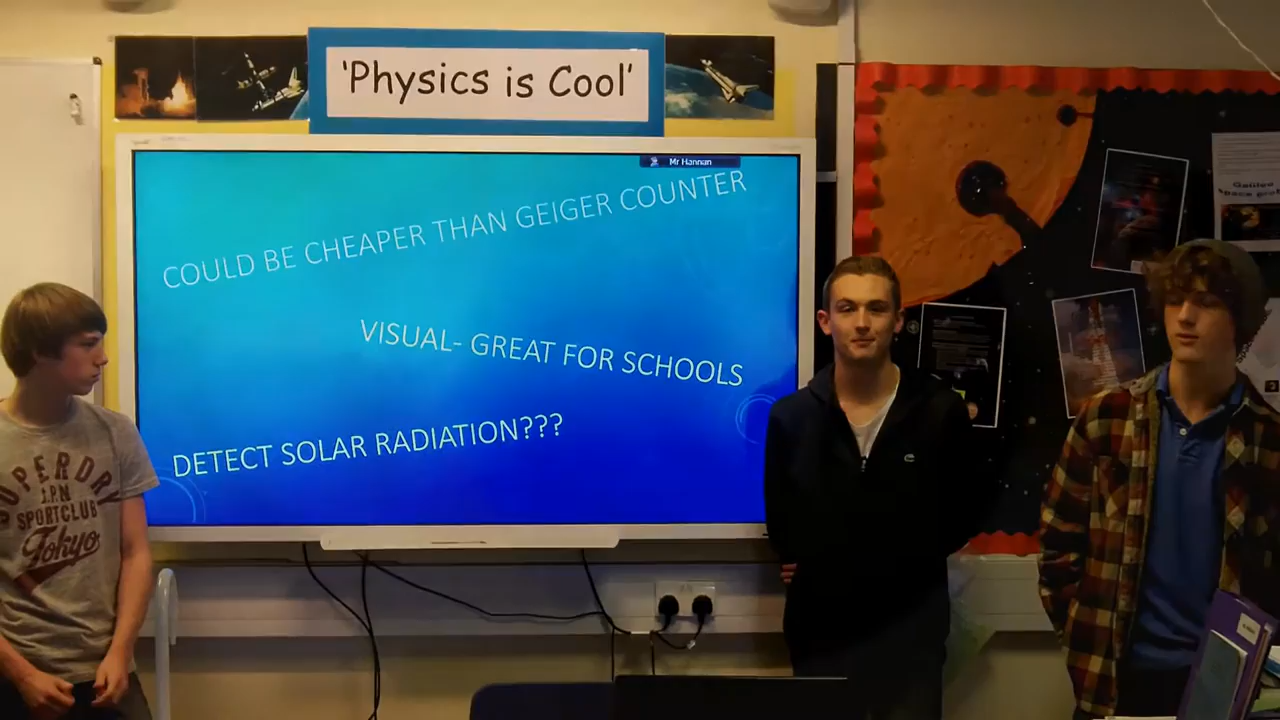 'Physics is Cool'
Mr Hannan
COULD BE CHEAPER THAN GEIGER COUNTER
VISUAL- GREAT FOR SCHOOLS
DETECT SOLAR RADIATION???
SUPERDRY
J.P.N
SPORTCLUB
Tokyo
Galileo